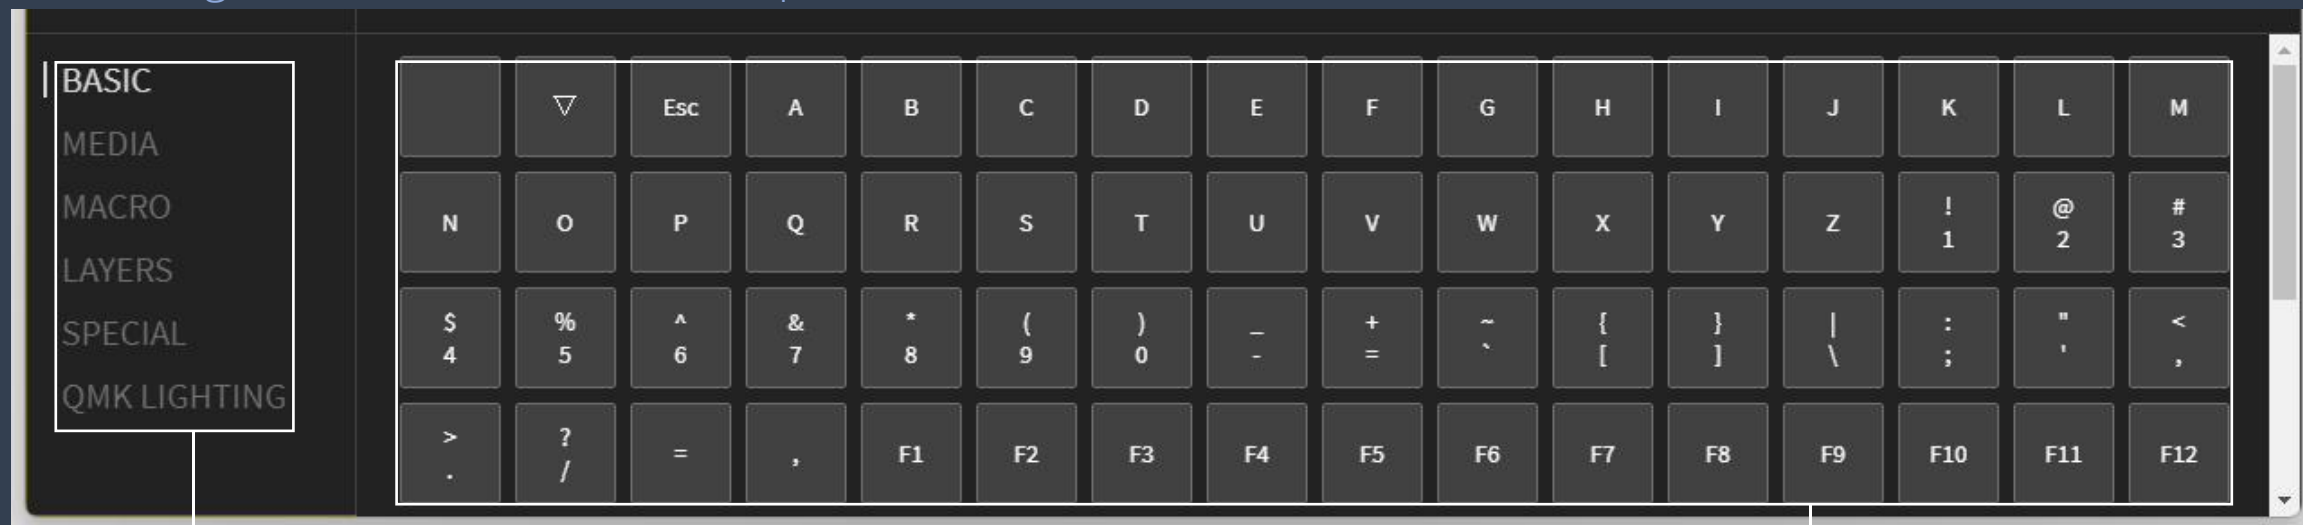 BASIC
MEDIA
MACRO
LAYERS
SPECIAL
QMK LIGHTING
▽ Esc A B C D E F G H I J K L M
N O P Q R S T U V W X Y Z ! 1 @ 2 # 3
$ 4 % 5 ^ 6 & 7 * 8 ( 9 ) 0 _ - + = ~ ` { [ } ] | \ : ; " ' < ,
> . ? / = , F1 F2 F3 F4 F5 F6 F7 F8 F9 F10 F11 F12